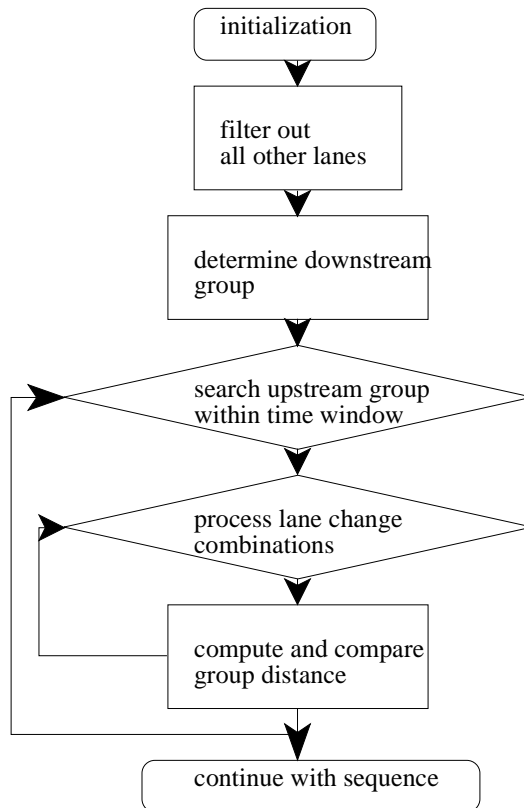 initialization
filter out
all other lanes
determine downstream
group
search upstream group
within time window
process lane change
combinations
compute and compare
group distance
continue with sequence